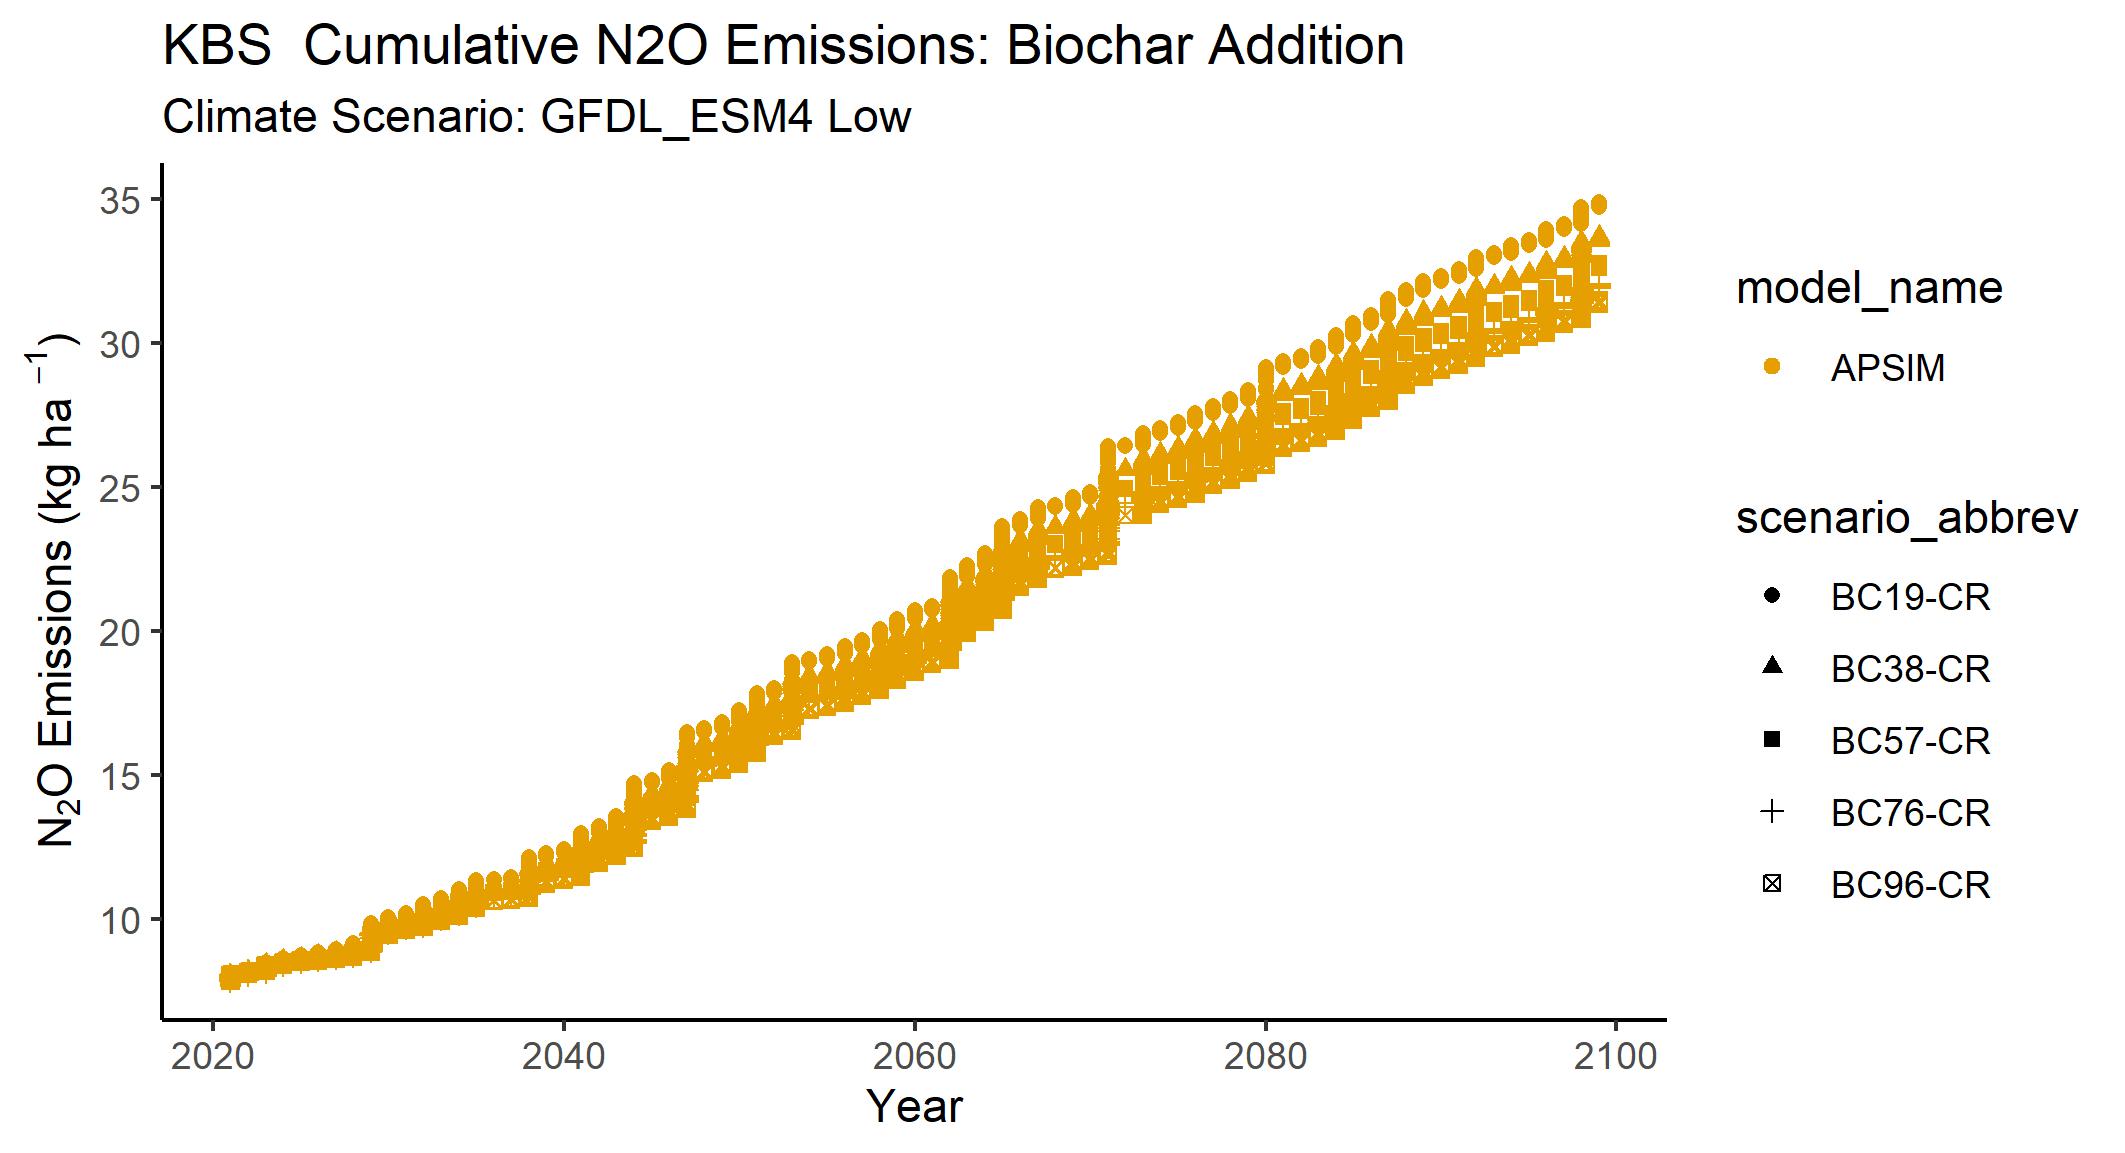 KBS  Cumulative N2O Emissions: Biochar Addition
Climate Scenario: GFDL_ESM4 Low
N₂O Emissions (kg ha ⁻¹)
35
30
25
20
15
10
2020
2040
2060
2080
2100
Year
model_name
APSIM
scenario_abbrev
BC19-CR
BC38-CR
BC57-CR
BC76-CR
BC96-CR